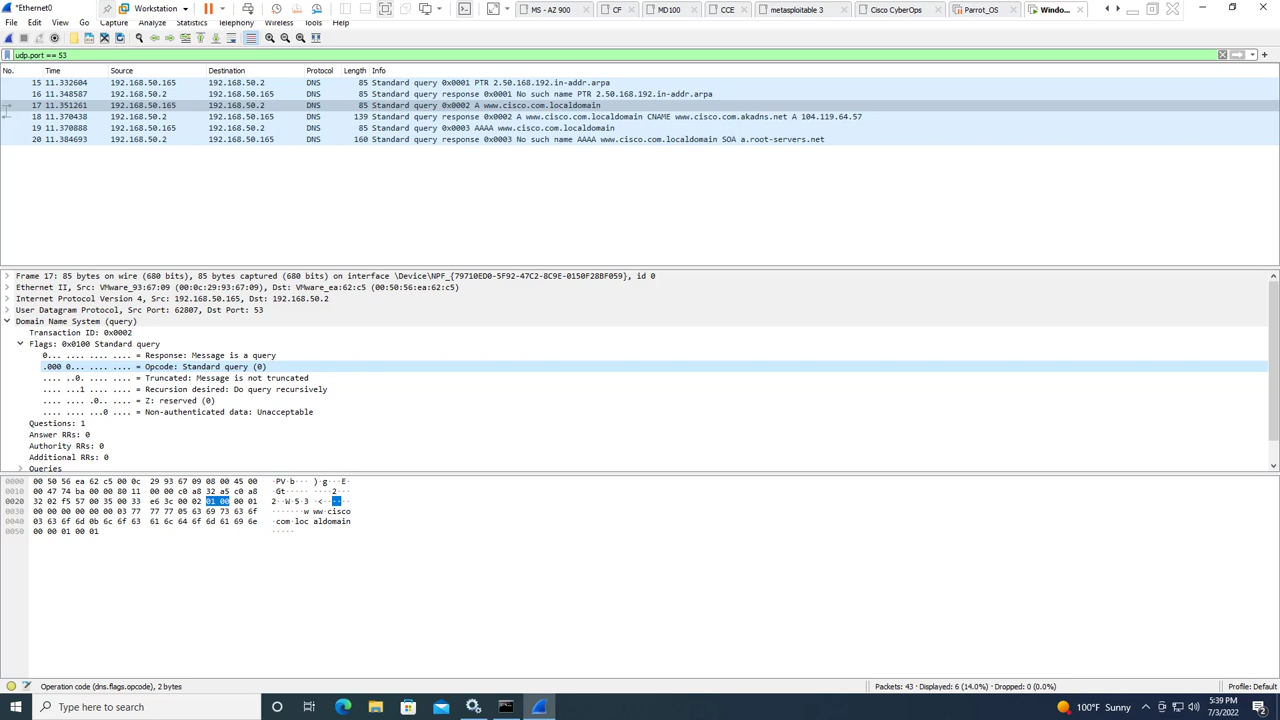 *Ethernet0 Workstation MS - AZ 900 CF MD100 CCE metasploitable 3 Cisco CyberOps Parrot_OS Windo...
File Edit View Go Capture Analyze Statistics Telephony Wireless Tools Help
udp.port == 53
No. Time Source Destination Protocol Length Info
15 11.332604 192.168.50.165 192.168.50.2 DNS 85 Standard query 0x0001 PTR 2.50.168.192.in-addr.arpa
16 11.348587 192.168.50.2 192.168.50.165 DNS 85 Standard query response 0x0001 No such name PTR 2.50.168.192.in-addr.arpa
17 11.351261 192.168.50.165 192.168.50.2 DNS 85 Standard query 0x0002 A www.cisco.com.localdomain
18 11.370438 192.168.50.2 192.168.50.165 DNS 139 Standard query response 0x0002 A www.cisco.com.localdomain CNAME www.cisco.com.akadns.net A 104.119.64.57
19 11.370888 192.168.50.165 192.168.50.2 DNS 85 Standard query 0x0003 AAAA www.cisco.com.localdomain
20 11.384693 192.168.50.2 192.168.50.165 DNS 160 Standard query response 0x0003 No such name AAAA www.cisco.com.localdomain SOA a.root-servers.net
Frame 17: 85 bytes on wire (680 bits), 85 bytes captured (680 bits) on interface \Device\NPF_{79710ED0-5F92-47C2-8C9E-0150F28BF059}, id 0
Ethernet II, Src: VMware_93:67:09 (00:0c:29:93:67:09), Dst: VMware_ea:62:c5 (00:50:56:ea:62:c5)
Internet Protocol Version 4, Src: 192.168.50.165, Dst: 192.168.50.2
User Datagram Protocol, Src Port: 62807, Dst Port: 53
Domain Name System (query)
Transaction ID: 0x0002
Flags: 0x0100 Standard query
0... .... .... .... = Response: Message is a query
.000 0... .... .... = Opcode: Standard query (0)
.... ..0. .... .... = Truncated: Message is not truncated
.... ...1 .... .... = Recursion desired: Do query recursively
.... .... .0.. .... = Z: reserved (0)
.... .... ...0 .... = Non-authenticated data: Unacceptable
Questions: 1
Answer RRs: 0
Authority RRs: 0
Additional RRs: 0
Queries
0000 00 50 56 ea 62 c5 00 0c 29 93 67 09 08 00 45 00 ·PV·b··· )·g···E·
0010 00 47 74 ba 00 00 80 11 00 00 c0 a8 32 a5 c0 a8 ·Gt····· ····2···
0020 32 02 f5 57 00 35 00 33 e6 3c 00 02 01 00 00 01 2··W·5·3 ·<······
0030 00 00 00 00 00 00 03 77 77 77 05 63 69 73 63 6f ·······w ww·cisco
0040 03 63 6f 6d 0b 6c 6f 63 61 6c 64 6f 6d 61 69 6e ·com·loc aldomain
0050 00 00 01 00 01 ·····
Operation code (dns.flags.opcode), 2 bytes Packets: 43 · Displayed: 6 (14.0%) · Dropped: 0 (0.0%) Profile: Default
Type here to search 100°F Sunny 5:39 PM
7/3/2022 2